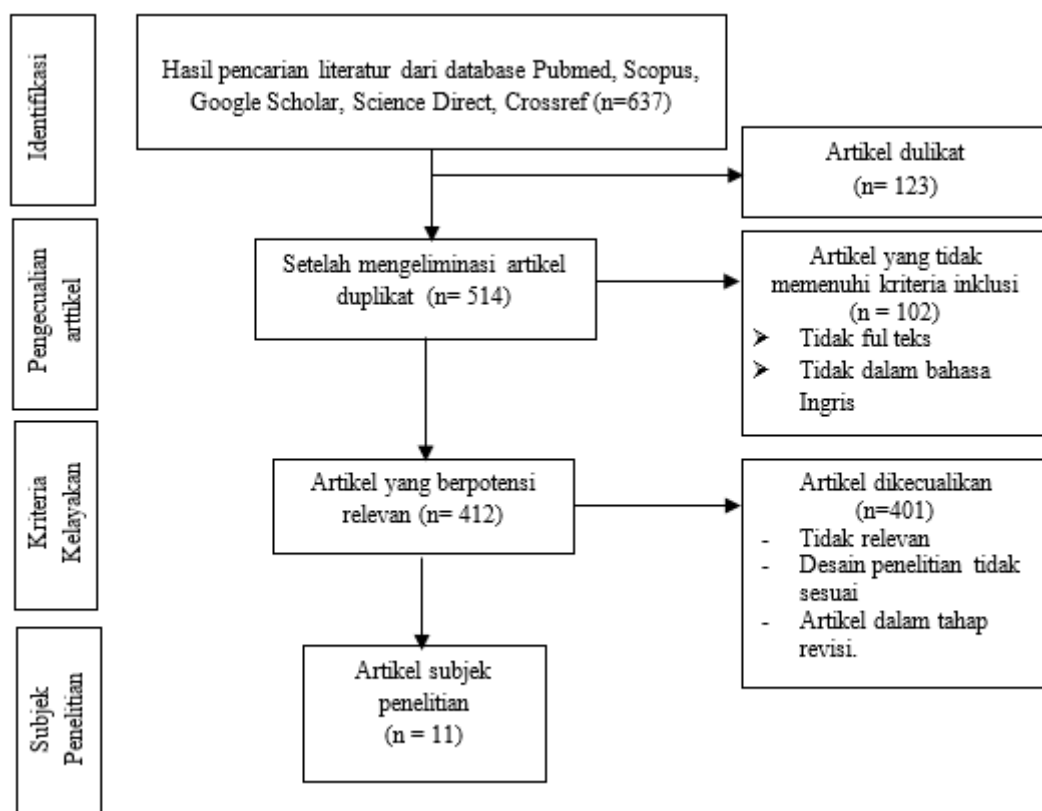 Identifikasi
Hasil pencarian literatur dari database Pubmed, Scopus,
Google Scholar, Science Direct, Crossref (n=637)
Artikel dulikat
(n= 123)
Pengecualian
arttikel
Setelah mengeliminasi artikel
duplikat (n= 514)
Artikel yang tidak
memenuhi kriteria inklusi
(n = 102)
➤ Tidak ful teks
➤ Tidak dalam bahasa
Ingris
Kriteria
Kelayakan
Artikel yang berpotensi
relevan (n= 412)
Artikel dikecualikan
(n=401)
- Tidak relevan
- Desain penelitian tidak
sesuai
- Artikel dalam tahap
revisi.
Subjek
Penelitian
Artikel subjek
penelitian
(n = 11)